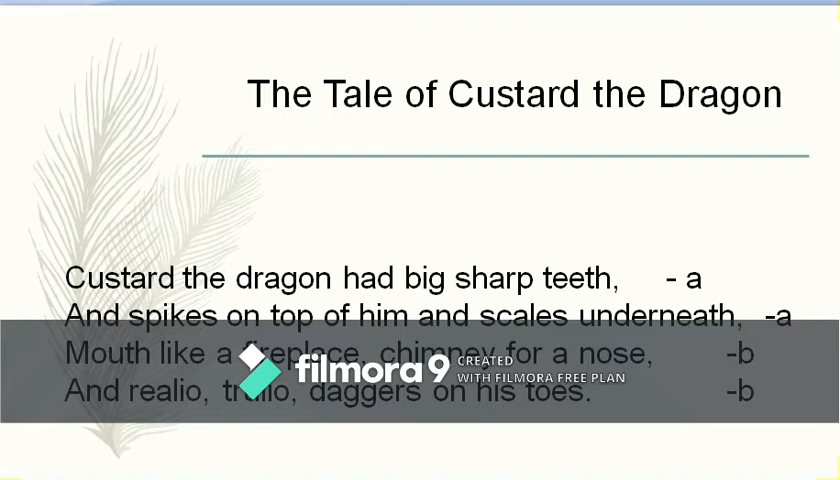 The Tale of Custard the Dragon
Custard the dragon had big sharp teeth, - a
And spikes on top of him and scales underneath, -a
Mouth like a fireplace, chimney for a nose, -b
And realio, trulio, daggers on his toes. -b
filmora 9 CREATED
WITH FILMORA FREE PLAN